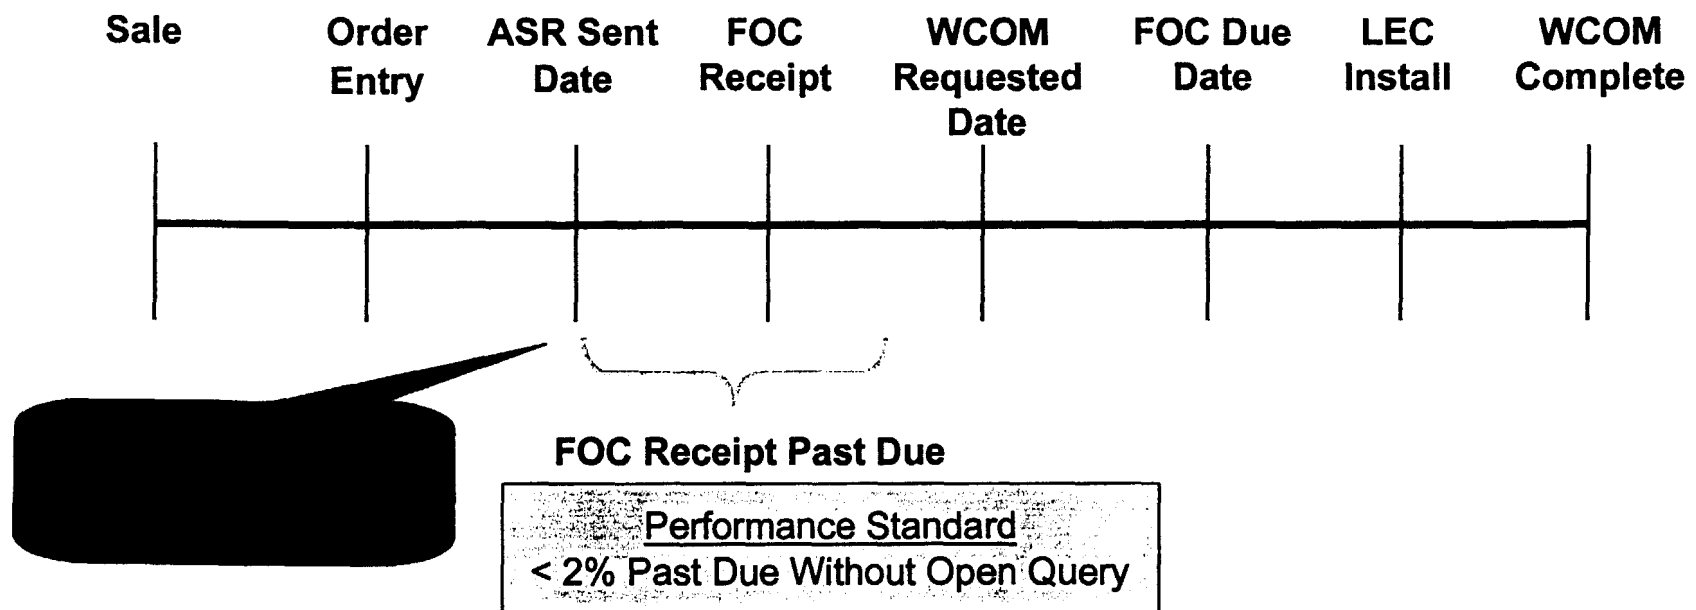 Sale
Order
Entry
ASR Sent
Date
FOC
Receipt
WCOM
Requested
Date
FOC Due
Date
LEC
Install
WCOM
Complete
FOC Receipt Past Due
Performance Standard
< 2% Past Due Without Open Query